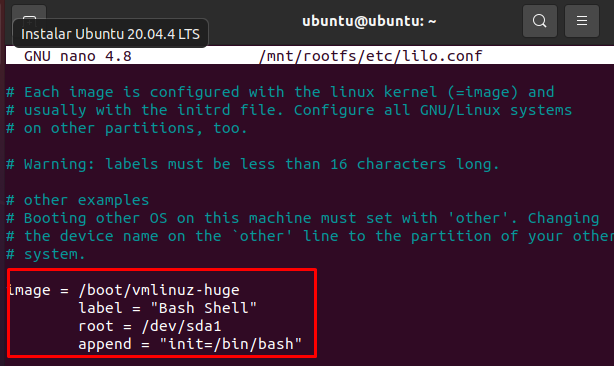 ubuntu@ubuntu: ~
Instalar Ubuntu 20.04.4 LTS
GNU nano 4.8 /mnt/rootfs/etc/lilo.conf
# Each image is configured with the linux kernel (=image) and
# usually with the initrd file. Configure all GNU/Linux systems
# on other partitions, too.
# Warning: labels must be less than 16 characters long.
# other examples
# Booting other OS on this machine must set with 'other'. Changing
# the device name on the `other' line to the partition of your other
# system.
image = /boot/vmlinuz-huge
label = "Bash Shell"
root = /dev/sda1
append = "init=/bin/bash"